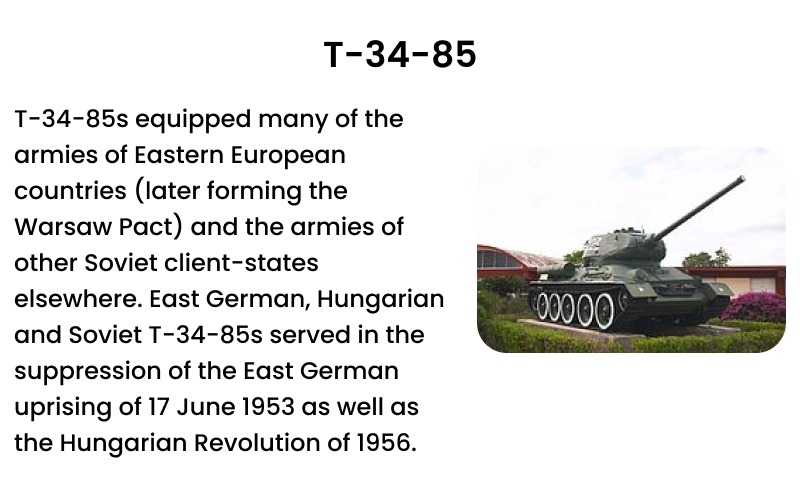 T-34-85
T-34-85s equipped many of the
armies of Eastern European
countries (later forming the
Warsaw Pact) and the armies of
other Soviet client-states
elsewhere. East German, Hungarian
and Soviet T-34-85s served in the
suppression of the East German
uprising of 17 June 1953 as well as
the Hungarian Revolution of 1956.